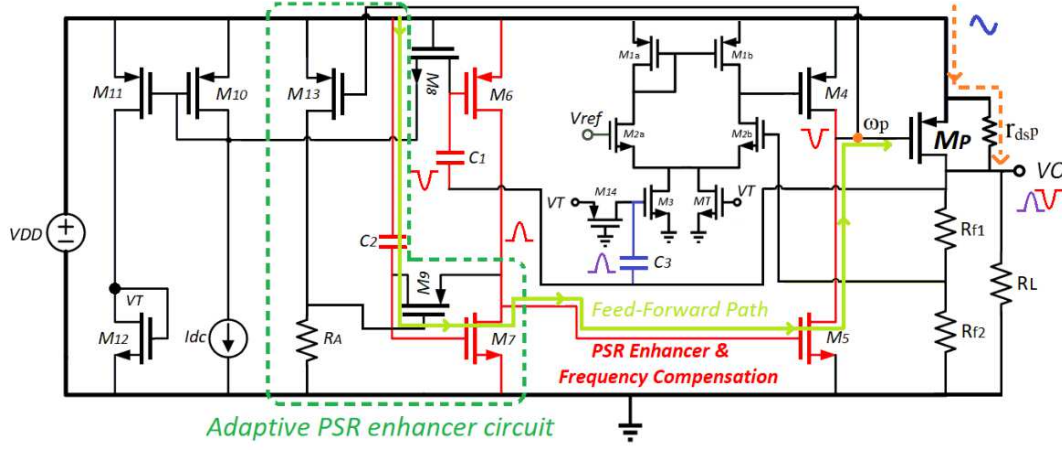 M11
M10
M13
M8
M6
M1a
M1b
M4
ωp
MP
rdsP
VO
Vref
M2a
M2b
C1
M14
VT
M3
MT
VT
VDD
C2
M9
C3
Rf1
RL
VT
M12
Idc
RA
M7
Feed-Forward Path
M5
Rf2
PSR Enhancer &
Frequency Compensation
Adaptive PSR enhancer circuit